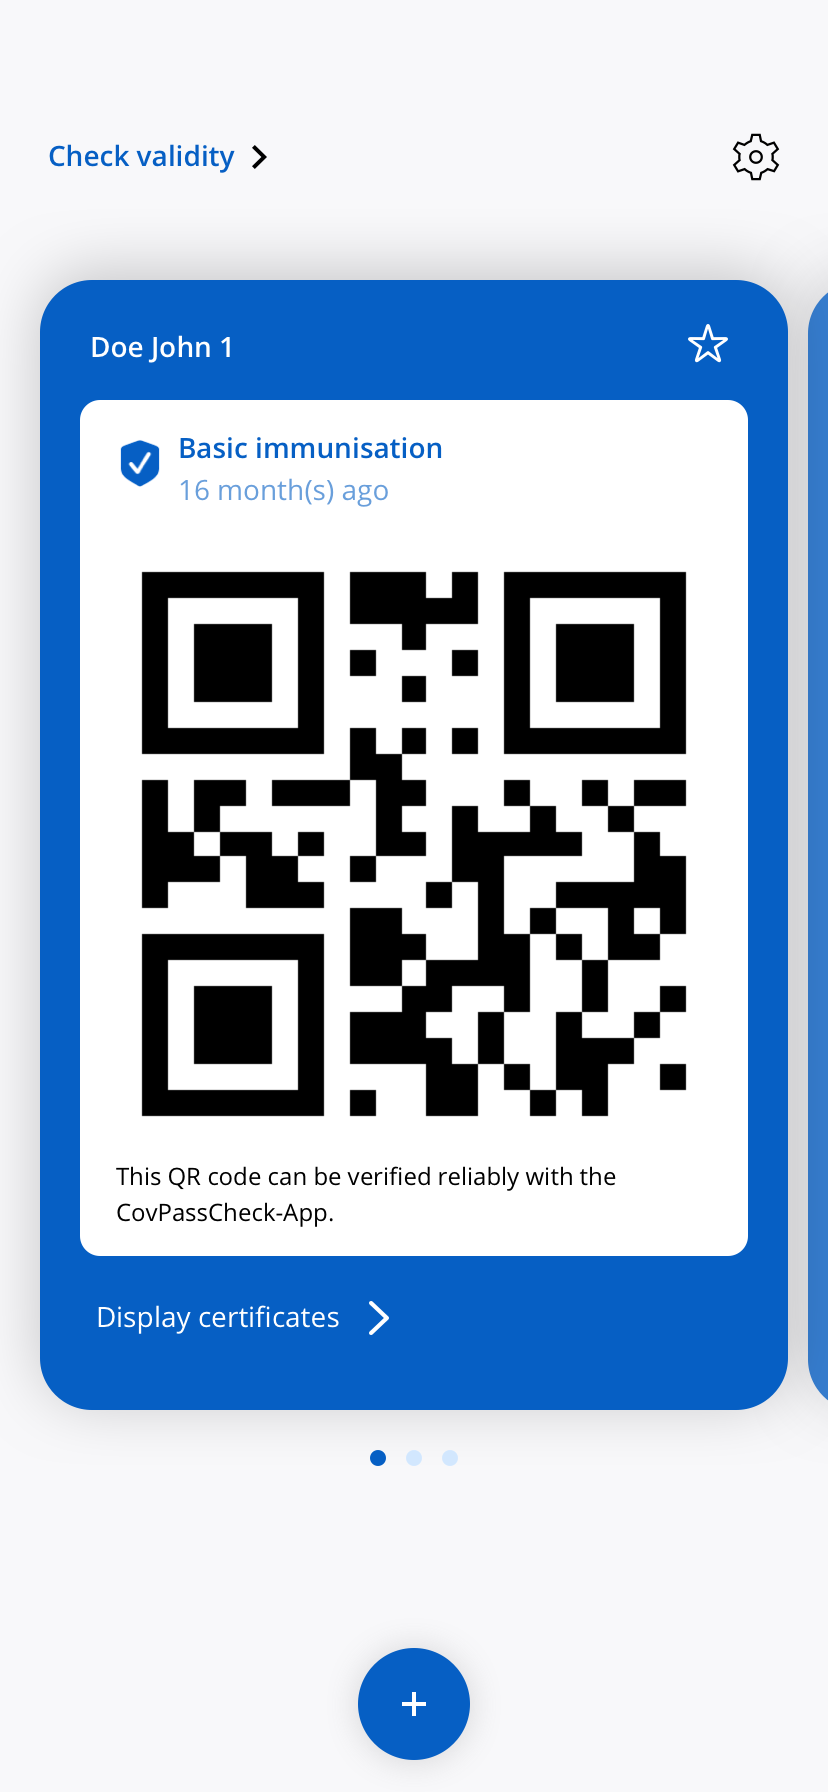 Check validity
Doe John 1
Basic immunisation
16 month(s) ago
This QR code can be verified reliably with the
CovPassCheck-App.
Display certificates